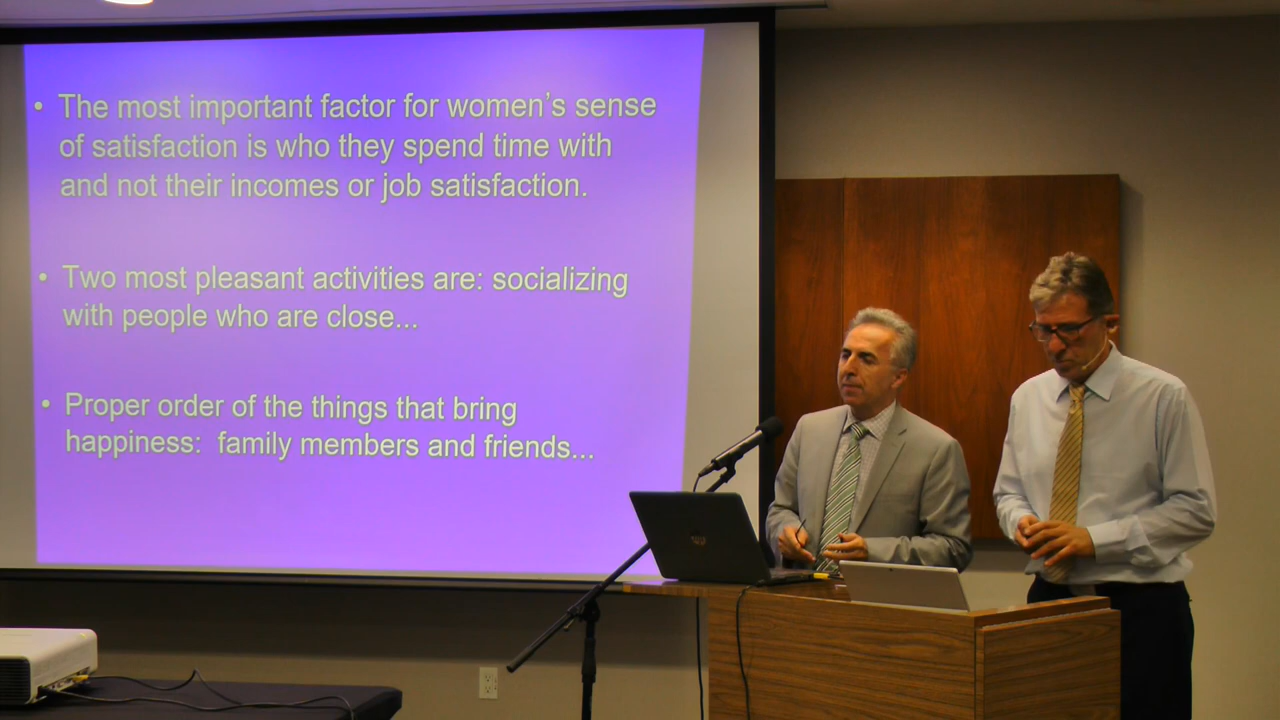 • The most important factor for women's sense
of satisfaction is who they spend time with
and not their incomes or job satisfaction.
• Two most pleasant activities are: socializing
with people who are close...
• Proper order of the things that bring
happiness: family members and friends...